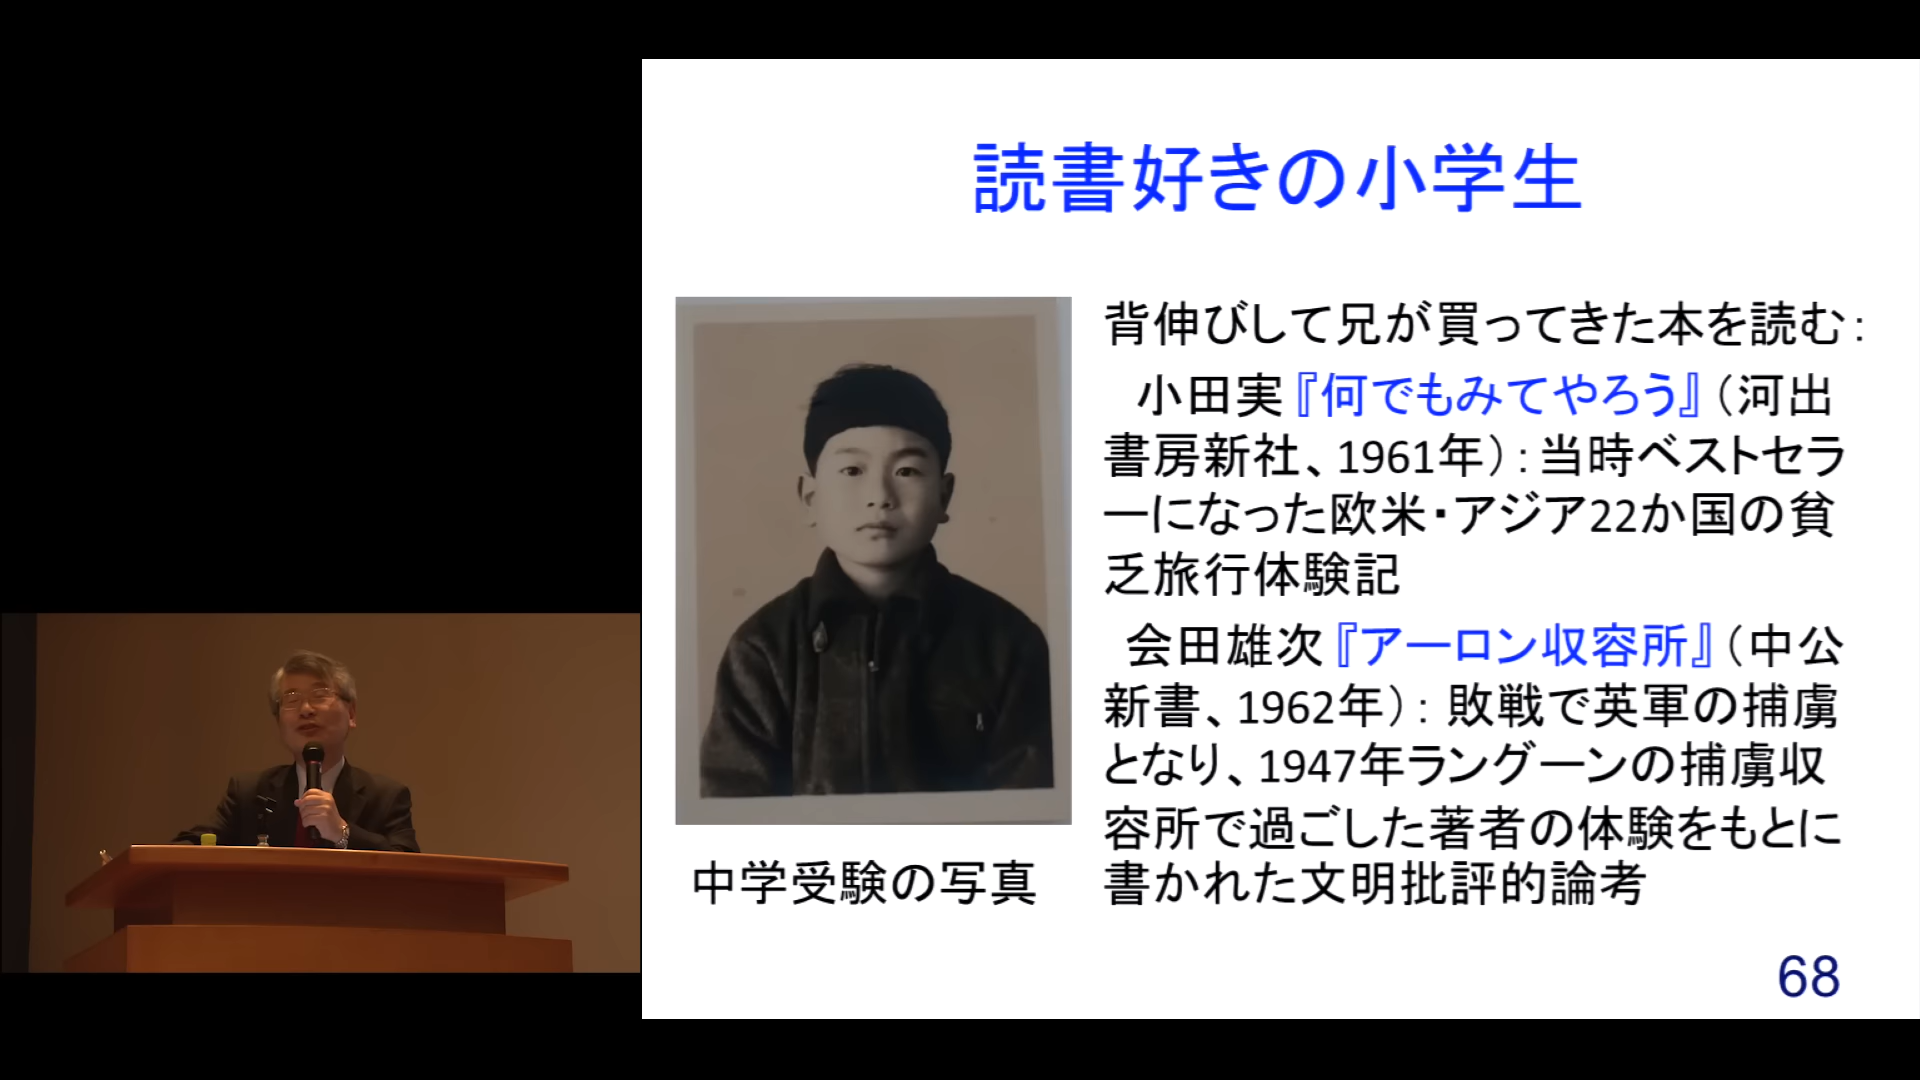 読書好きの小学生
背伸びして兄が買ってきた本を読む：
小田実『何でもみてやろう』（河出
書房新社、1961年）：当時ベストセラ
ーになった欧米・アジア22か国の貧
乏旅行体験記
会田雄次『アーロン収容所』（中公
新書、1962年）：敗戦で英軍の捕虜
となり、1947年ラングーンの捕虜収
容所で過ごした著者の体験をもとに
書かれた文明批評的論考
中学受験の写真
68